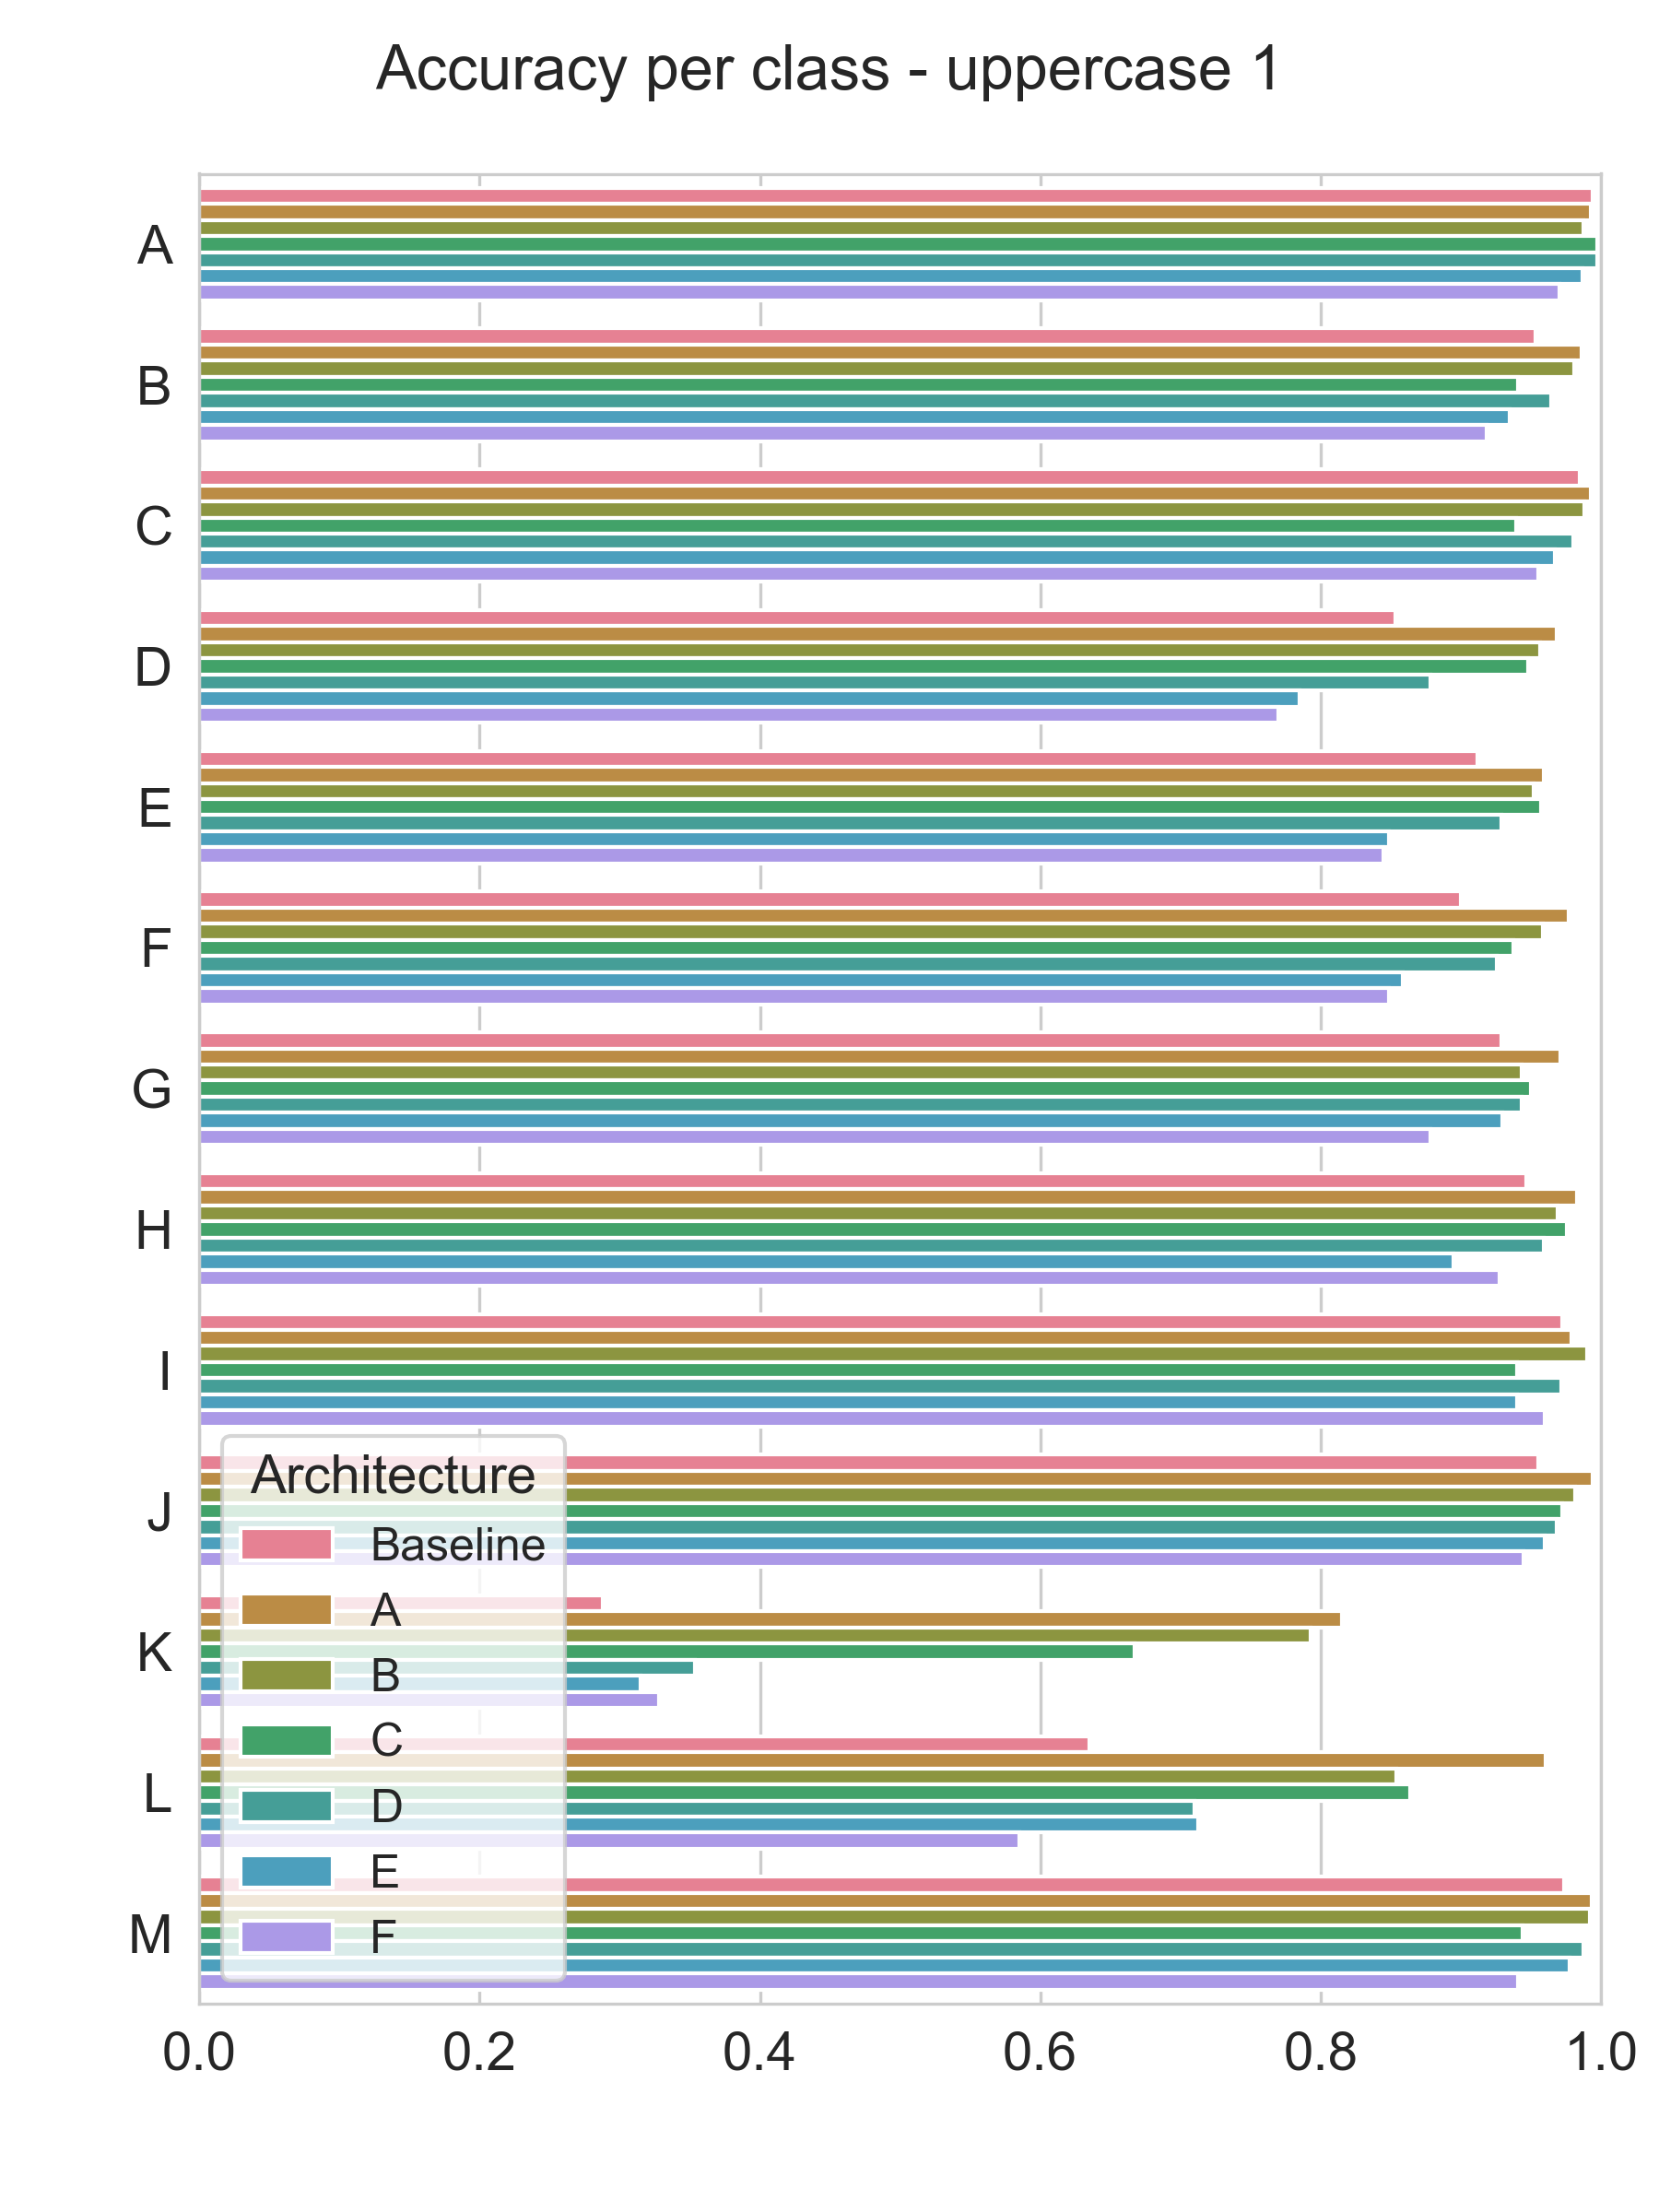 Accuracy per class - uppercase 1
A
B
C
D
E
F
G
H
I
J
K
L
M
Architecture
Baseline
A
B
C
D
E
F
0.0 0.2 0.4 0.6 0.8 1.0